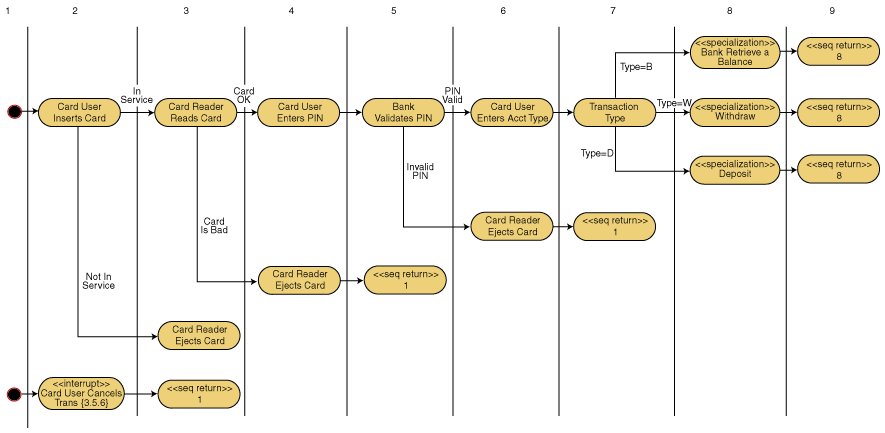 1 2 3 4 5 6 7 8 9
<<specialization>>
Bank Retrieve a
Balance
<<seq return>>
8
Type=B
In
Service
Card
OK
PIN
Valid
Card User
Inserts Card
Card Reader
Reads Card
Card User
Enters PIN
Bank
Validates PIN
Card User
Enters Acct Type
Transaction
Type
Type=W
<<specialization>>
Withdraw
<<seq return>>
8
Type=D
<<specialization>>
Deposit
<<seq return>>
8
Invalid
PIN
Card
Is Bad
Card Reader
Ejects Card
<<seq return>>
1
Not In
Service
Card Reader
Ejects Card
<<seq return>>
1
Card Reader
Ejects Card
<<interrupt>>
Card User Cancels
Trans {3.5.6}
<<seq return>>
1